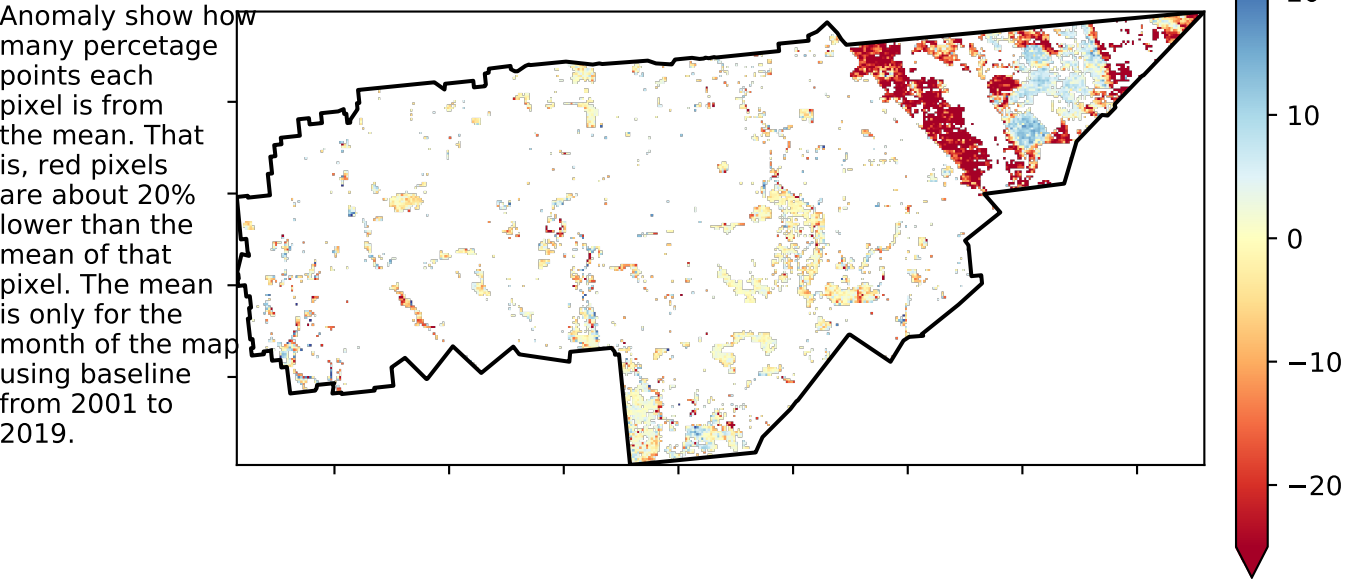 Anomaly show how
many percetage
points each
pixel is from
the mean. That
is, red pixels
are about 20%
lower than the
mean of that
pixel. The mean
is only for the
month of the map
using baseline
from 2001 to
2019.
10
0
−10
−20